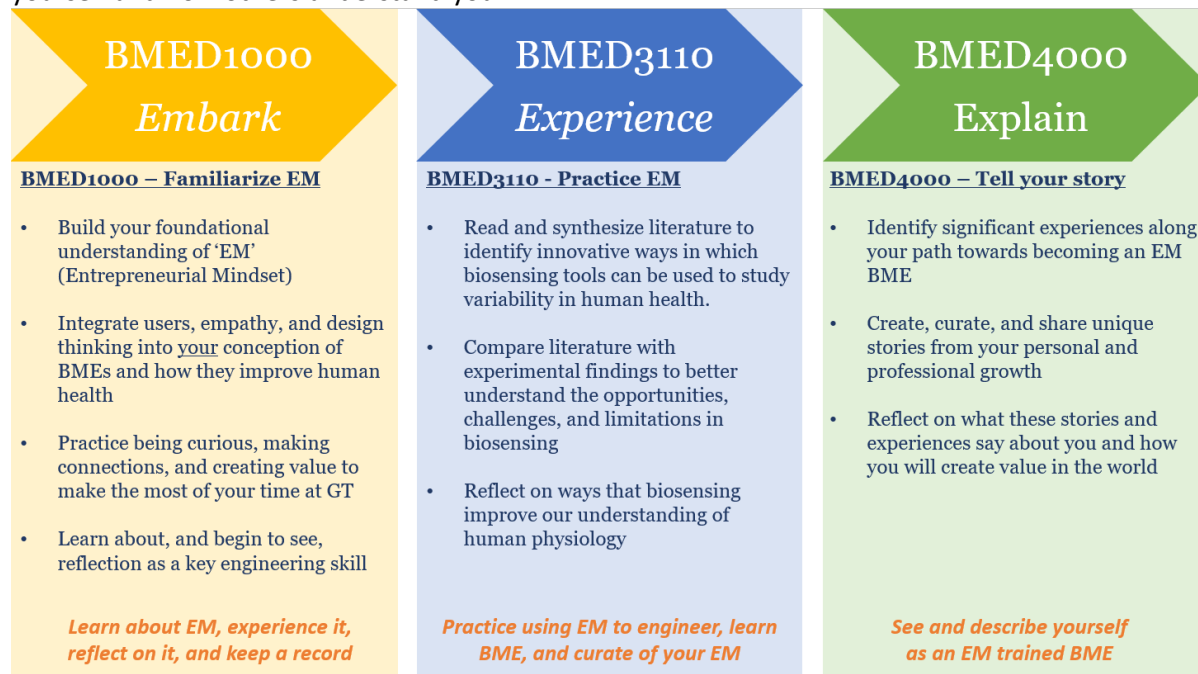 BMED1000
Embark
BMED1000 – Familiarize EM
• Build your foundational
understanding of ‘EM’
(Entrepreneurial Mindset)
• Integrate users, empathy, and design
thinking into your conception of
BMEs and how they improve human
health
• Practice being curious, making
connections, and creating value to
make the most of your time at GT
• Learn about, and begin to see,
reflection as a key engineering skill
Learn about EM, experience it,
reflect on it, and keep a record
BMED3110
Experience
BMED3110 - Practice EM
• Read and synthesize literature to
identify innovative ways in which
biosensing tools can be used to study
variability in human health.
• Compare literature with
experimental findings to better
understand the opportunities,
challenges, and limitations in
biosensing
• Reflect on ways that biosensing
improve our understanding of
human physiology
Practice using EM to engineer, learn
BME, and curate of your EM
BMED4000
Explain
BMED4000 – Tell your story
• Identify significant experiences along
your path towards becoming an EM
BME
• Create, curate, and share unique
stories from your personal and
professional growth
• Reflect on what these stories and
experiences say about you and how
you will create value in the world
See and describe yourself
as an EM trained BME